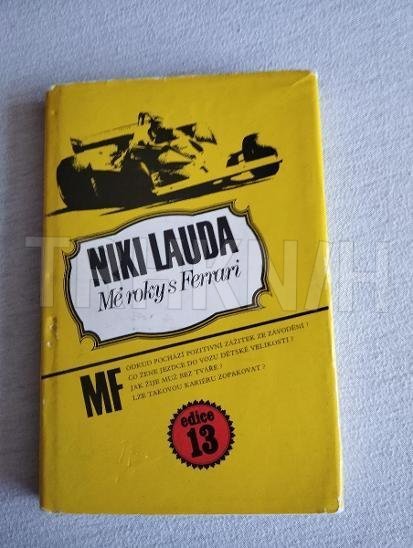 NIKI LAUDA
Mé roky s Ferrari
MF
ODKUD POCHÁZÍ POZITIVNÍ ZÁŽITEK ZE ZÁVODĚNÍ?
CO ŽENE JEZDCE DO VOZU DĚTSKÉ VELIKOSTI?
JAK ŽIJE MUŽ BEZ TVÁŘE?
LZE TAKOVOU KARIÉRU ZOPAKOVAT?
edice
13